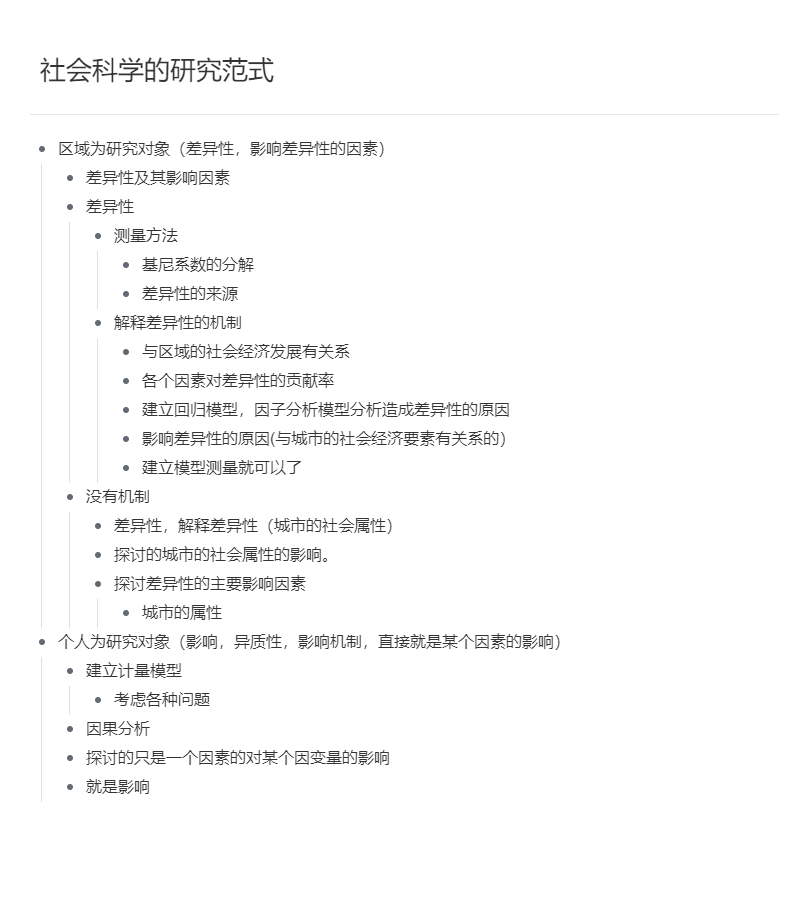 社会科学的研究范式
区域为研究对象（差异性，影响差异性的因素）
差异性及其影响因素
差异性
测量方法
基尼系数的分解
差异性的来源
解释差异性的机制
与区域的社会经济发展有关系
各个因素对差异性的贡献率
建立回归模型，因子分析模型分析造成差异性的原因
影响差异性的原因(与城市的社会经济要素有关系的）
建立模型测量就可以了
没有机制
差异性，解释差异性（城市的社会属性）
探讨的城市的社会属性的影响。
探讨差异性的主要影响因素
城市的属性
个人为研究对象（影响，异质性，影响机制，直接就是某个因素的影响）
建立计量模型
考虑各种问题
因果分析
探讨的只是一个因素的对某个因变量的影响
就是影响